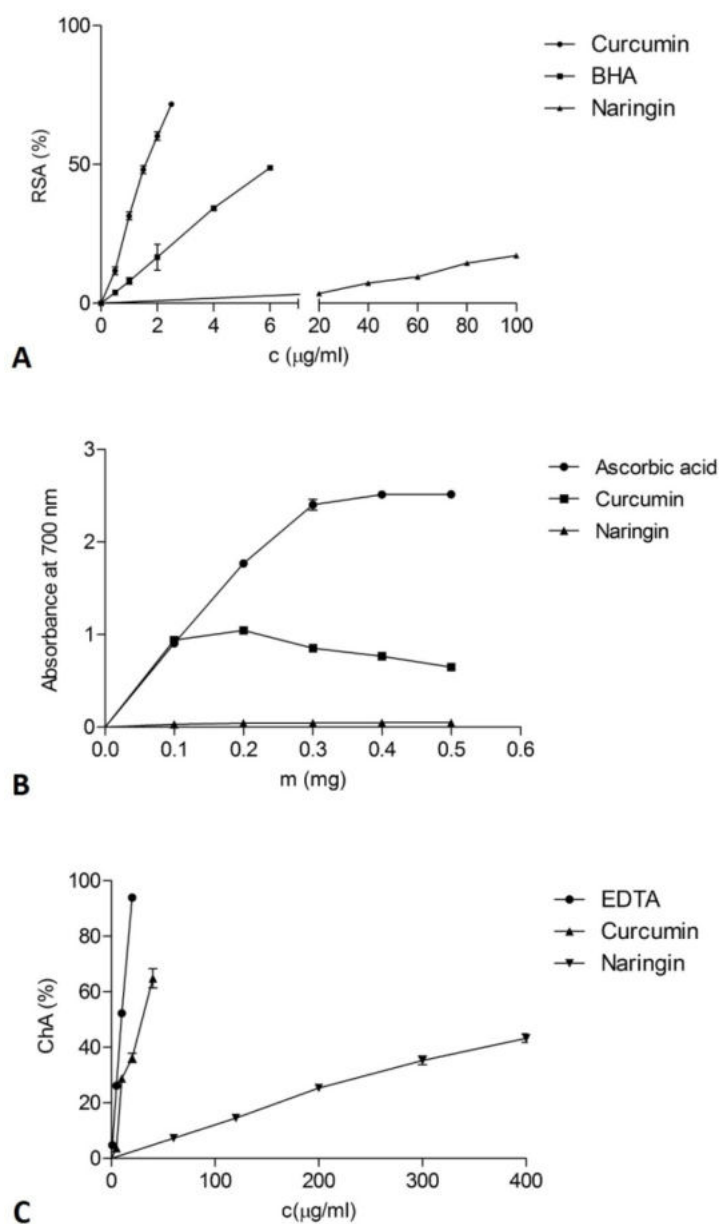 100
50
0
RSA (%)
0 2 4 6 20 40 60 80 100
c (μg/ml)
Curcumin
BHA
Naringin
A
3
2
1
0
Absorbance at 700 nm
0.0 0.1 0.2 0.3 0.4 0.5 0.6
m (mg)
Ascorbic acid
Curcumin
Naringin
B
100
80
60
40
20
0
ChA (%)
0 100 200 300 400
c(μg/ml)
EDTA
Curcumin
Naringin
C